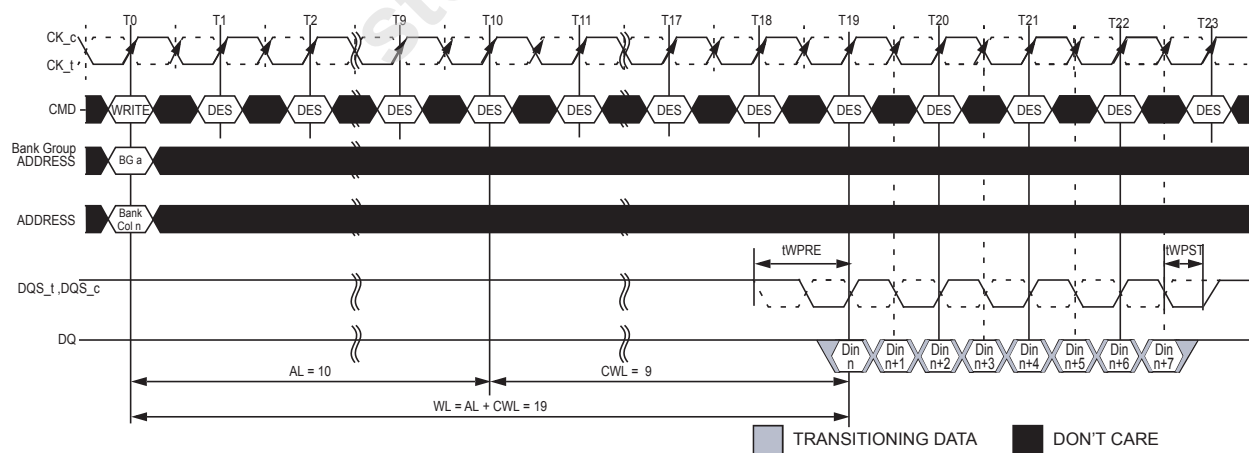 T0 T1 T2 T9 T10 T11 T17 T18 T19 T20 T21 T22 T23
CK_c
CK_t
CMD WRITE DES DES DES DES DES DES DES DES DES DES DES DES
Bank Group
ADDRESS
BG a
ADDRESS
Bank
Col n
tWPRE
tWPST
DQS_t ,DQS_c
DQ
Din
n
Din
n+1
Din
n+2
Din
n+3
Din
n+4
Din
n+5
Din
n+6
Din
n+7
AL = 10
CWL = 9
WL = AL + CWL = 19
TRANSITIONING DATA
DON'T CARE